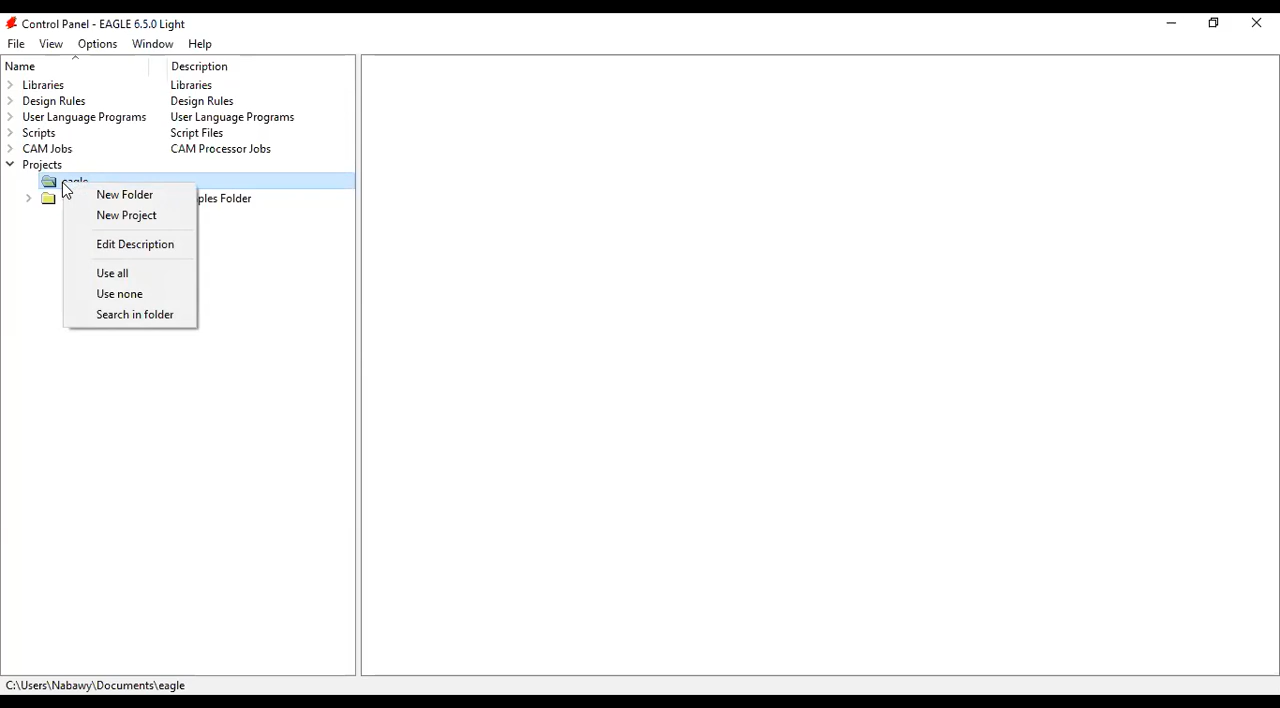 Control Panel - EAGLE 6.5.0 Light
File View Options Window Help
Name Description
Libraries Libraries
Design Rules Design Rules
User Language Programs User Language Programs
Scripts Script Files
CAM Jobs CAM Processor Jobs
Projects
eagle
ples Folder
New Folder
New Project
Edit Description
Use all
Use none
Search in folder
C:\Users\Nabawy\Documents\eagle